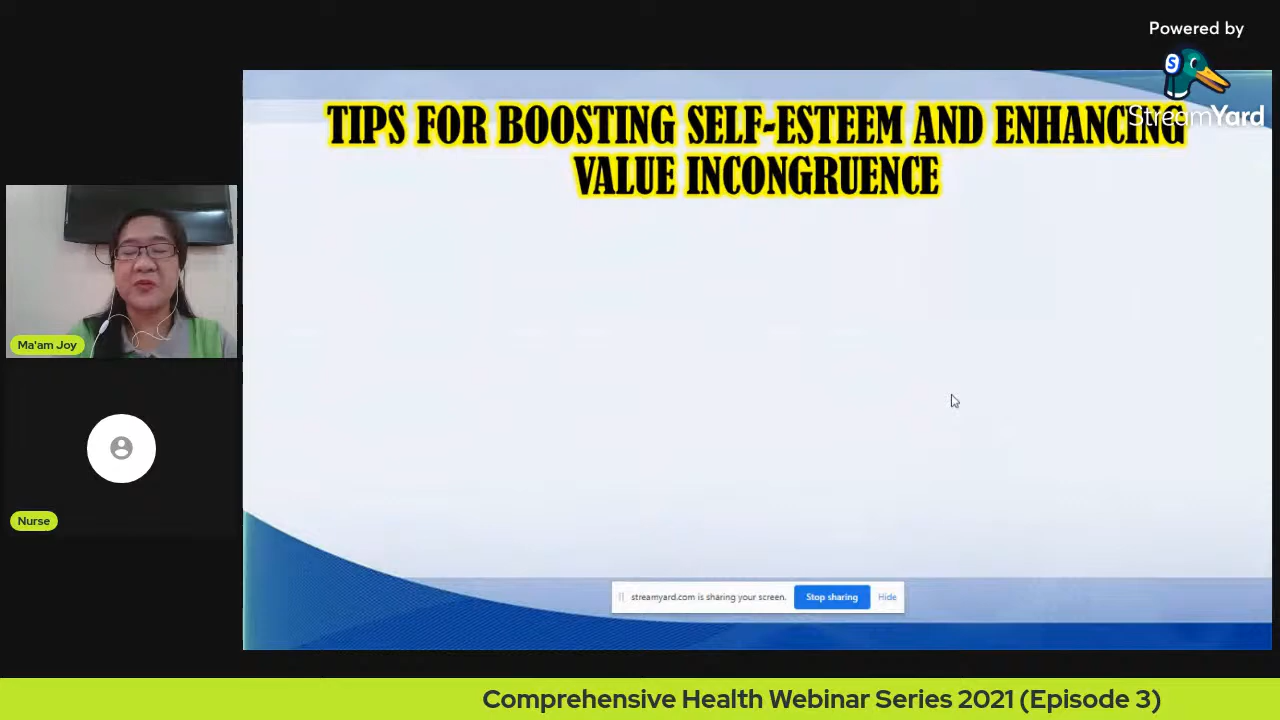 Powered by
StreamYard
TIPS FOR BOOSTING SELF-ESTEEM AND ENHANCING
VALUE INCONGRUENCE
Ma'am Joy
Nurse
streamyard.com is sharing your screen.
Stop sharing
Hide
Comprehensive Health Webinar Series 2021 (Episode 3)